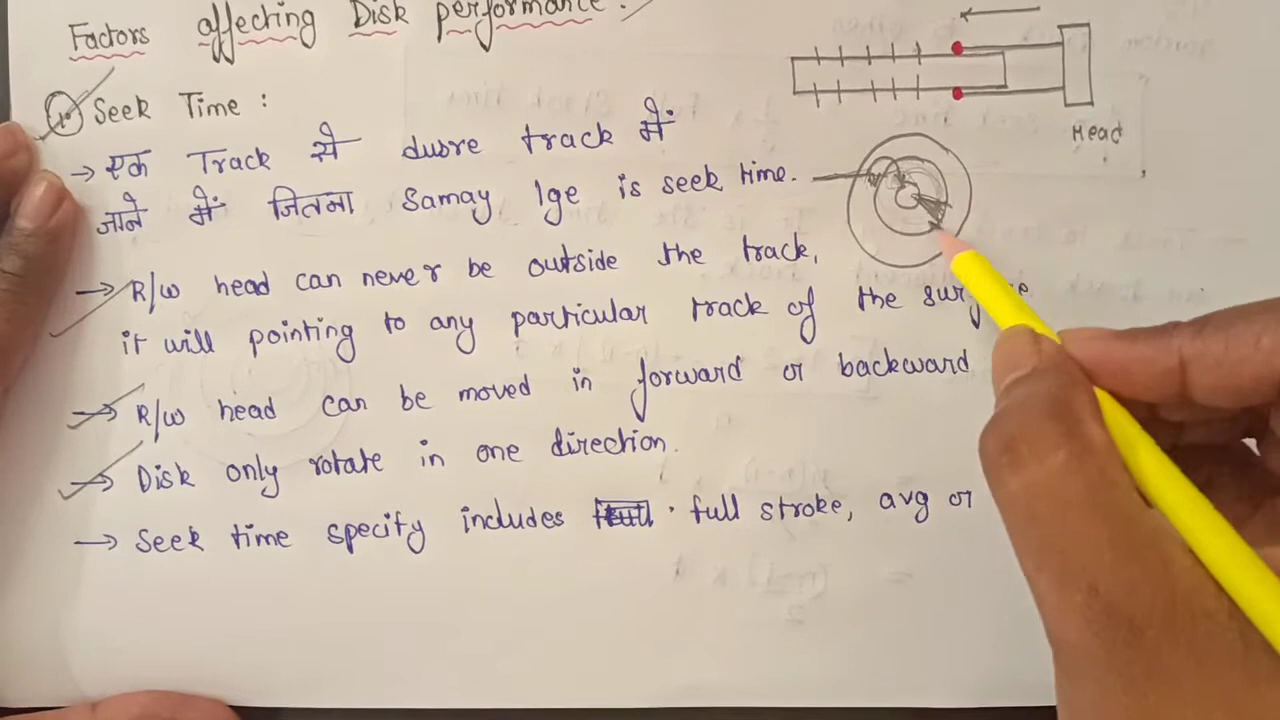 Factors affecting Disk performance.
1. Seek Time :
→ एक Track से dusre track में
जाने में जितना samay lge is seek time.
→ R/W head can never be outside the track,
it will pointing to any particular track of the
→ R/W head can be moved in forward or backward
→ Disk only rotate in one direction.
→ Seek time specify includes full stroke, avg or
Head